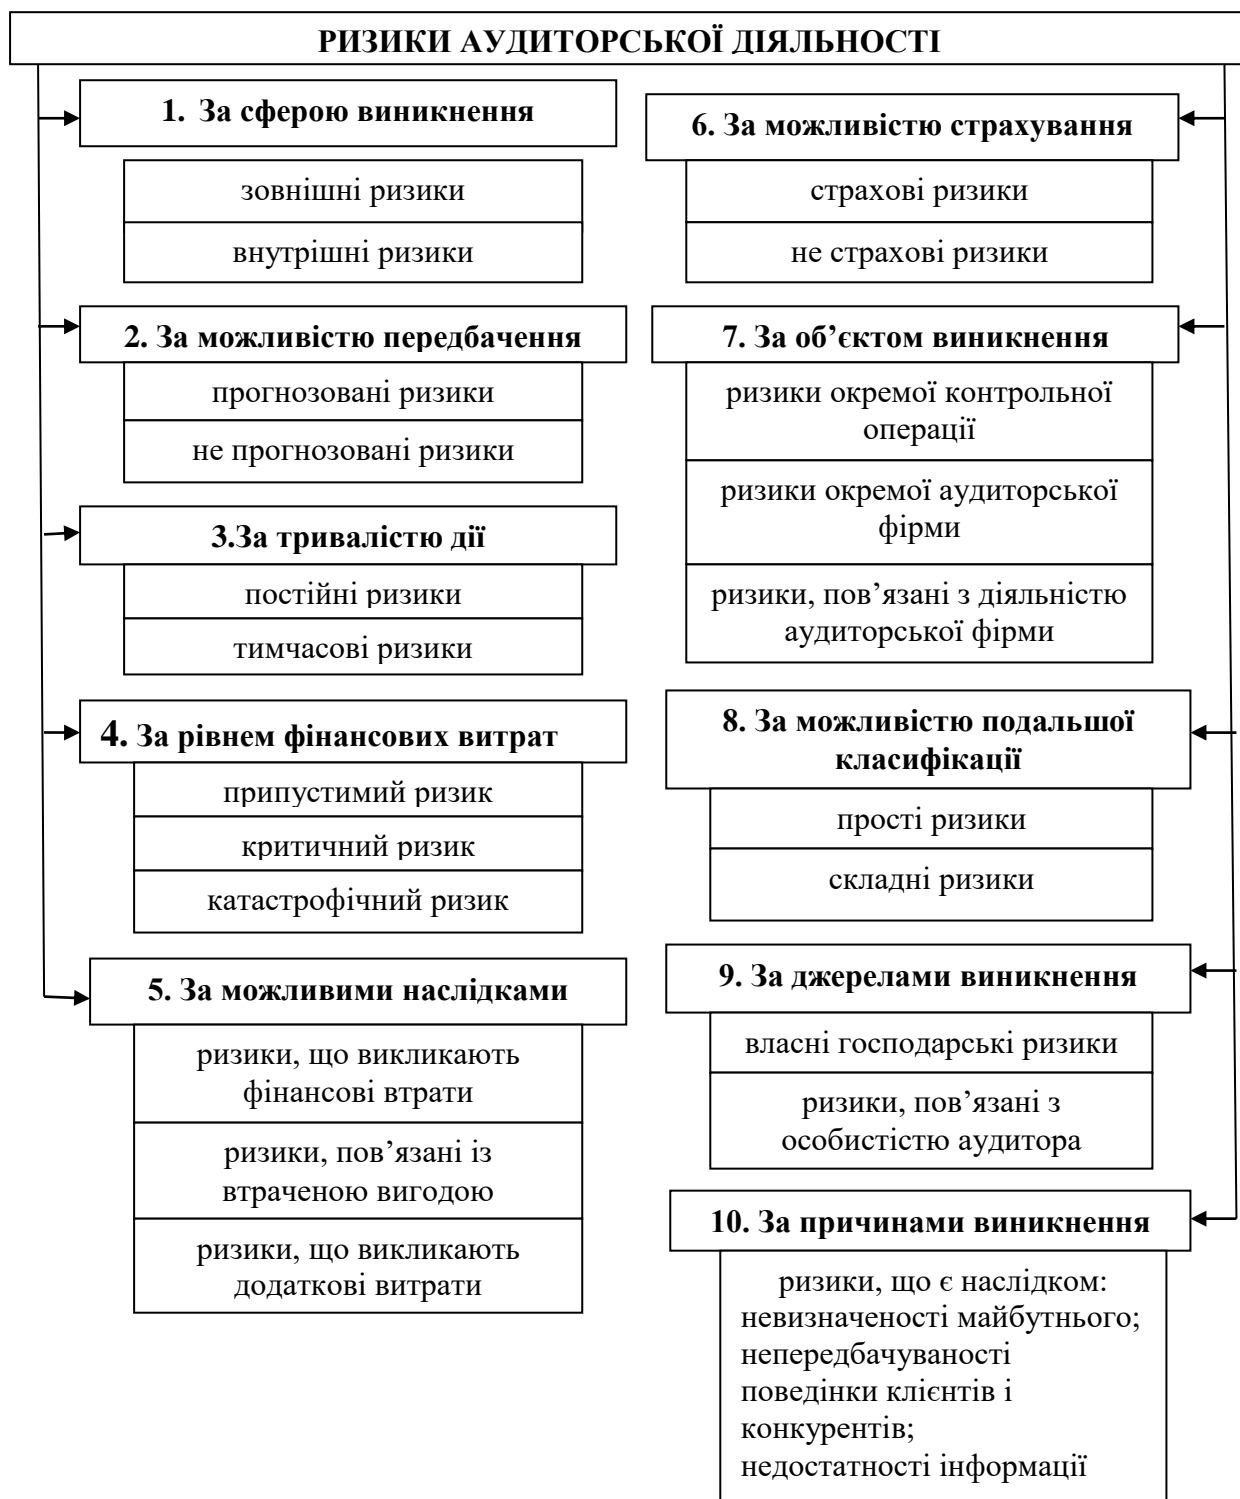 РИЗИКИ АУДИТОРСЬКОЇ ДІЯЛЬНОСТІ
1. За сферою виникнення
зовнішні ризики
внутрішні ризики
2. За можливістю передбачення
прогнозовані ризики
не прогнозовані ризики
3.За тривалістю дії
постійні ризики
тимчасові ризики
4. За рівнем фінансових витрат
припустимий ризик
критичний ризик
катастрофічний ризик
5. За можливими наслідками
ризики, що викликають
фінансові втрати
ризики, пов’язані із
втраченою вигодою
ризики, що викликають
додаткові витрати
6. За можливістю страхування
страхові ризики
не страхові ризики
7. За об’єктом виникнення
ризики окремої контрольної
операції
ризики окремої аудиторської
фірми
ризики, пов’язані з діяльністю
аудиторської фірми
8. За можливістю подальшої
класифікації
прості ризики
складні ризики
9. За джерелами виникнення
власні господарські ризики
ризики, пов’язані з
особистістю аудитора
10. За причинами виникнення
ризики, що є наслідком:
невизначеності майбутнього;
непередбачуваності
поведінки клієнтів і
конкурентів;
недостатності інформації